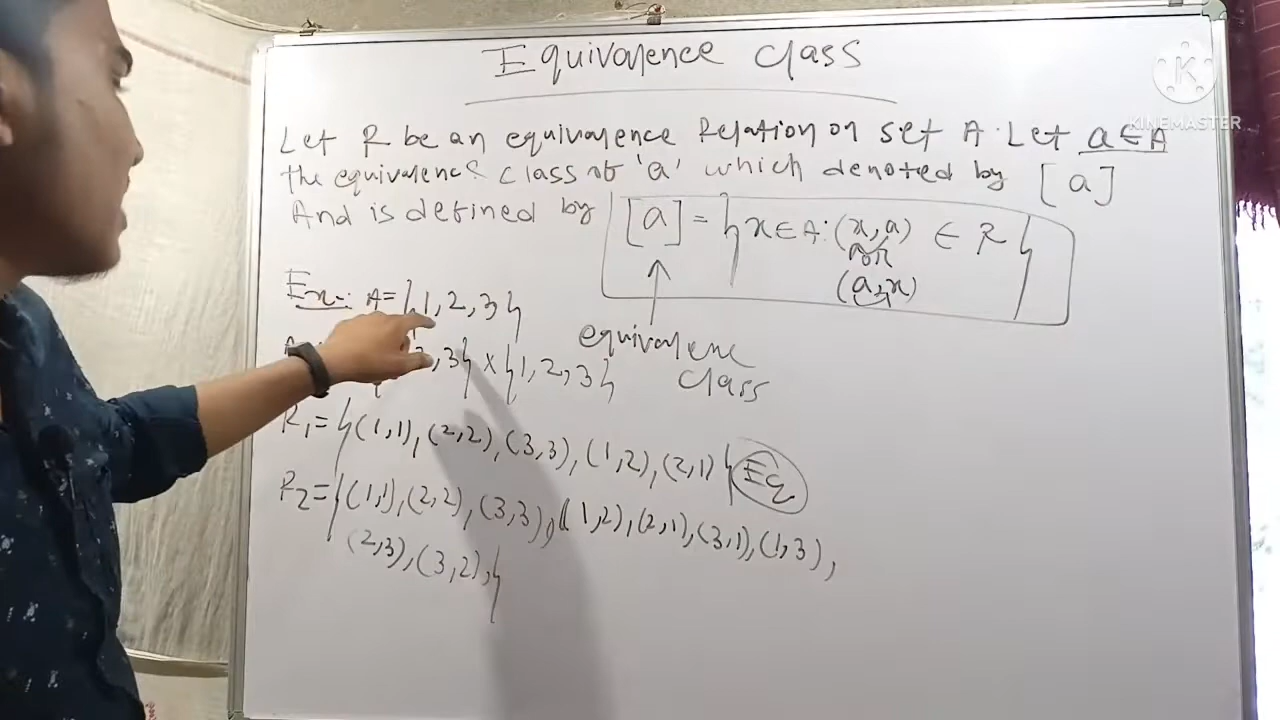 Equivalence class
KINEMASTER
Let R be an equivalence Relation on set A. Let a ∈ A
the equivalence class of 'a' which denoted by [a]
And is defined by [a] = { x ∈ A : (x, a) ∈ R }
or
(a, x)
Ex:- A = {1, 2, 3}
equivalence
class
3} × {1, 2, 3}
R1 = {(1,1), (2,2), (3,3), (1,2), (2,1)} Eq
R2 = {(1,1), (2,2), (3,3), (1,2), (2,1), (3,1), (1,3),
(2,3), (3,2),}